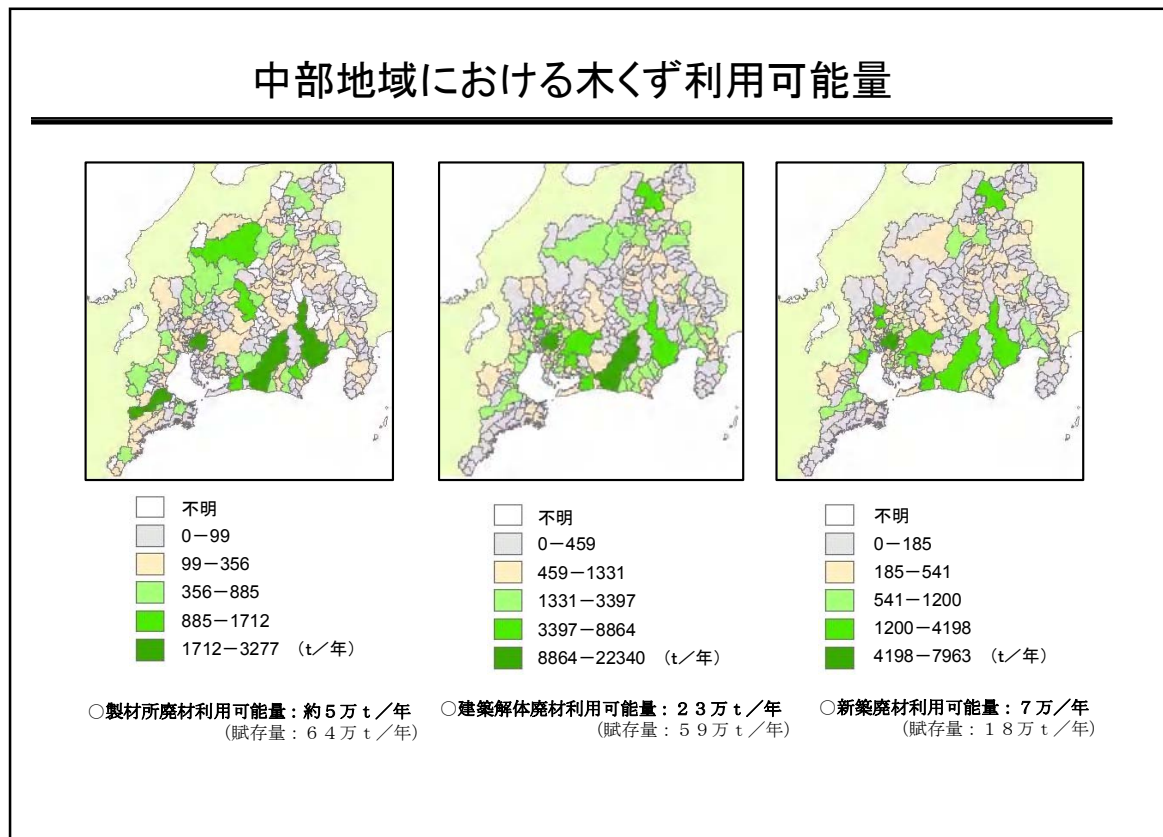 中部地域における木くず利用可能量
不明
0－99
99－356
356－885
885－1712
1712－3277 （t／年）
○製材所廃材利用可能量：約５万ｔ／年
(賦存量：６４万ｔ／年)
不明
0－459
459－1331
1331－3397
3397－8864
8864－22340 （t／年）
○建築解体廃材利用可能量：２３万ｔ／年
(賦存量：５９万ｔ／年)
不明
0－185
185－541
541－1200
1200－4198
4198－7963 （t／年）
○新築廃材利用可能量：７万／年
(賦存量：１８万ｔ／年)